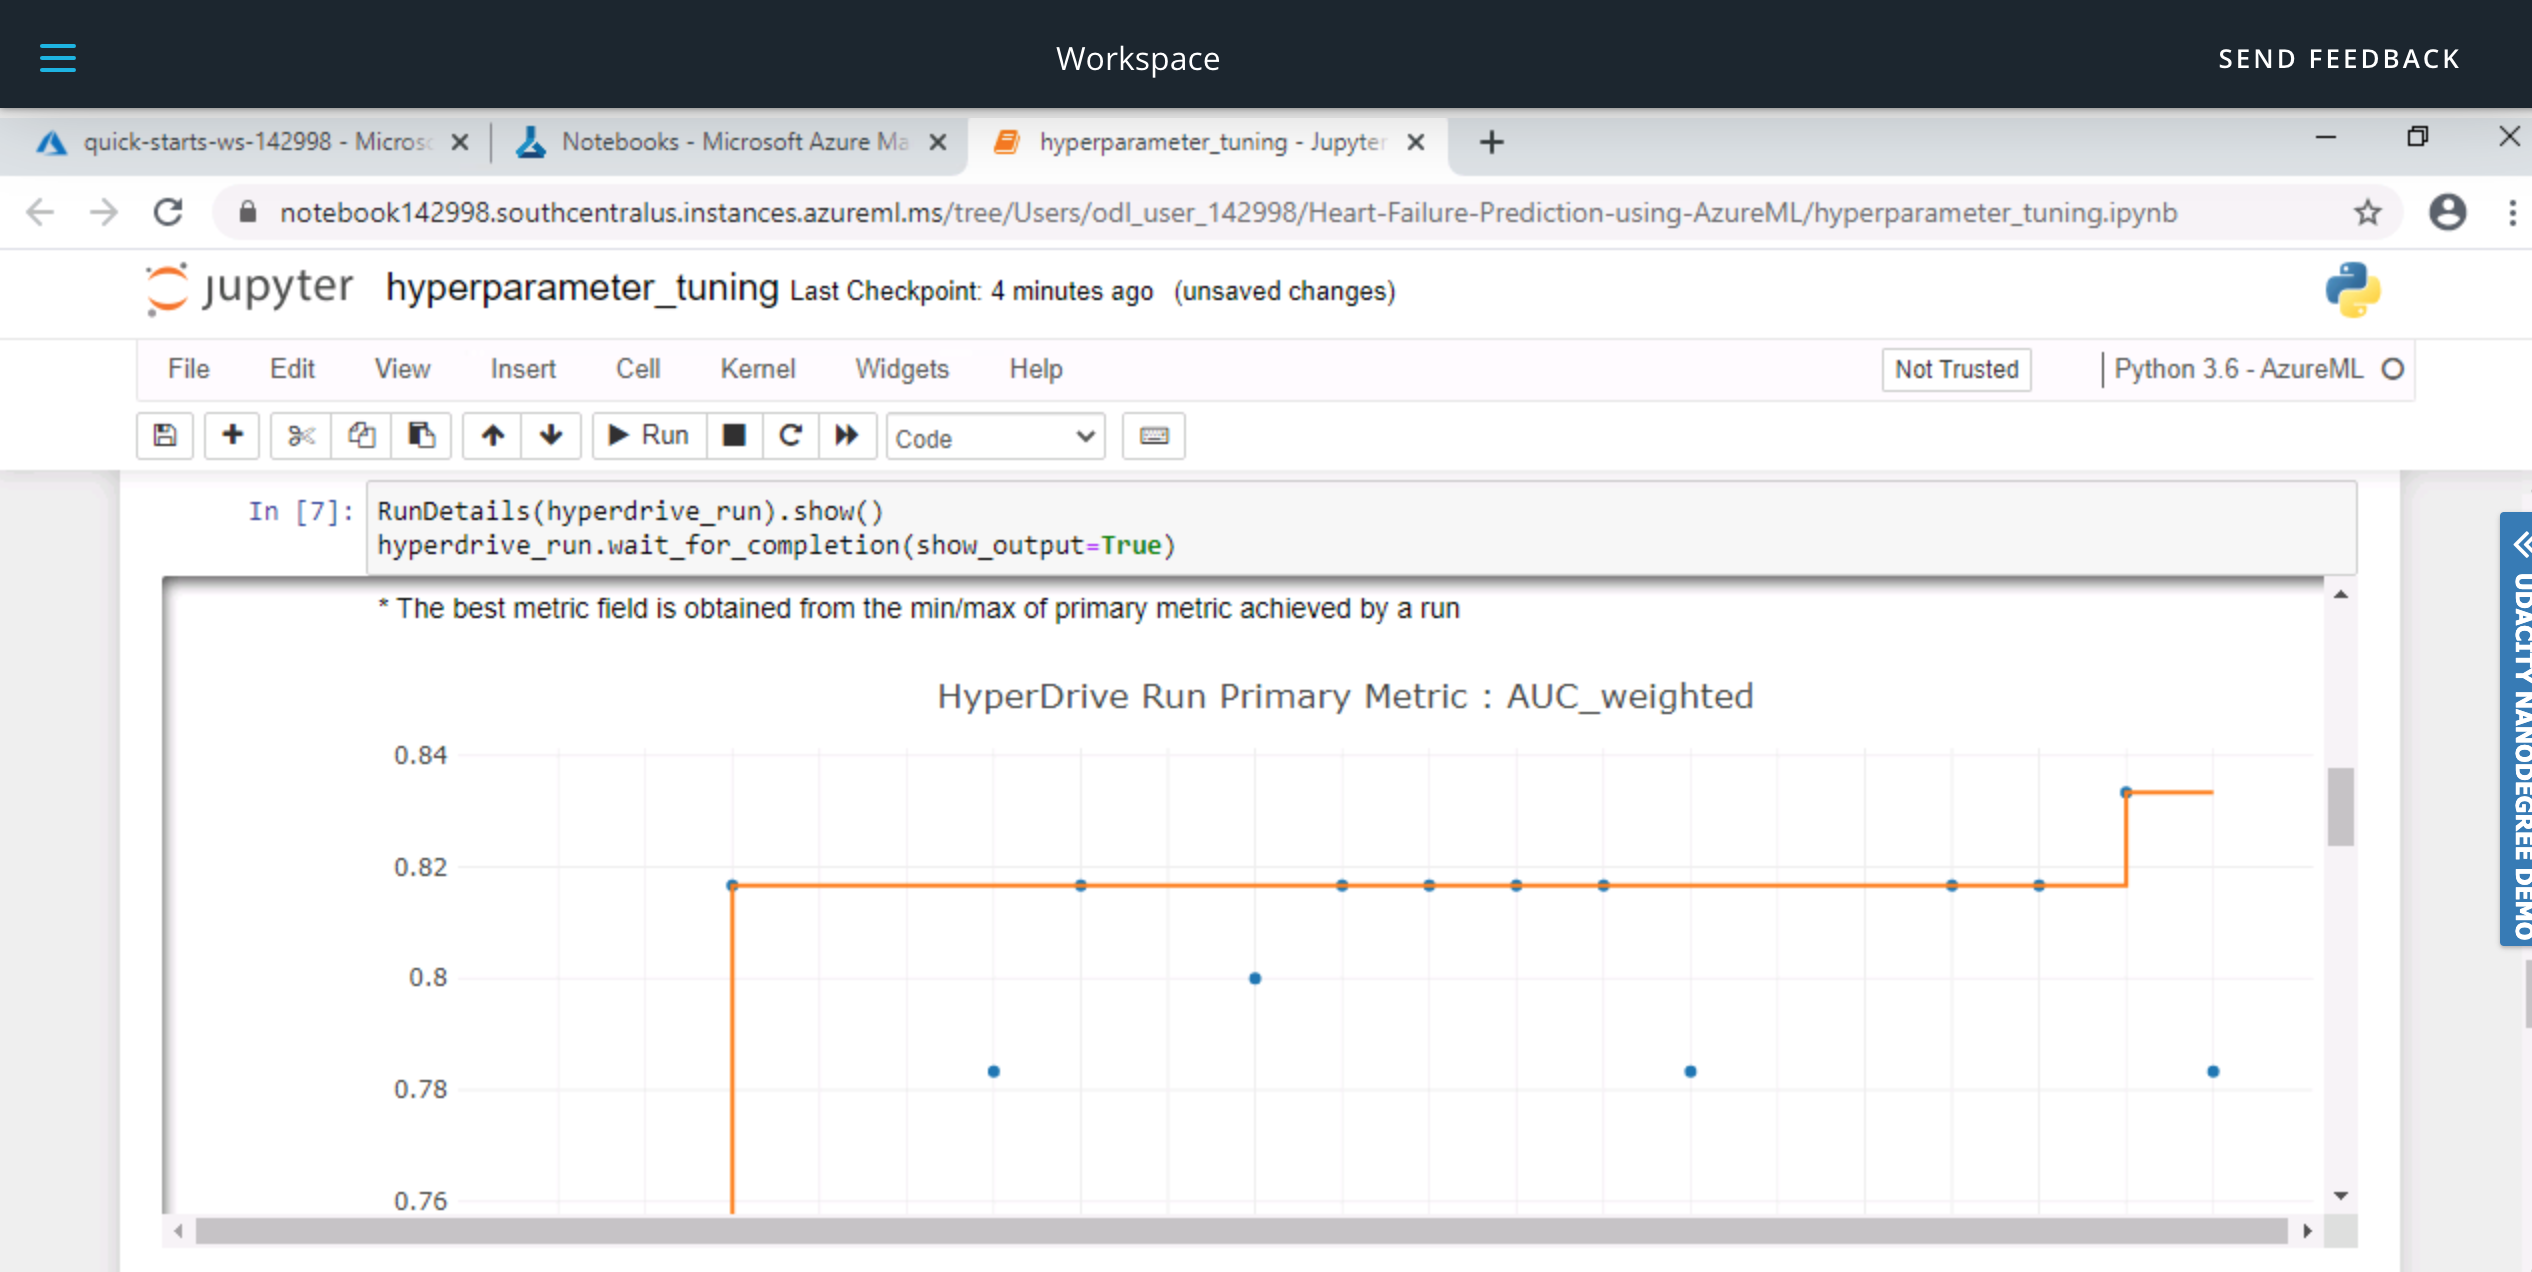 Workspace
SEND FEEDBACK
quick-starts-ws-142998 - Micros
Notebooks - Microsoft Azure Ma
hyperparameter_tuning - Jupyter
notebook142998.southcentralus.instances.azureml.ms/tree/Users/odl_user_142998/Heart-Failure-Prediction-using-AzureML/hyperparameter_tuning.ipynb
jupyter hyperparameter_tuning Last Checkpoint: 4 minutes ago (unsaved changes)
File Edit View Insert Cell Kernel Widgets Help Not Trusted Python 3.6 - AzureML
Run Code
In [7]: RunDetails(hyperdrive_run).show()
hyperdrive_run.wait_for_completion(show_output=True)
* The best metric field is obtained from the min/max of primary metric achieved by a run
HyperDrive Run Primary Metric : AUC_weighted
0.84
0.82
0.8
0.78
0.76
UDACITY NANODEGREE DEMO